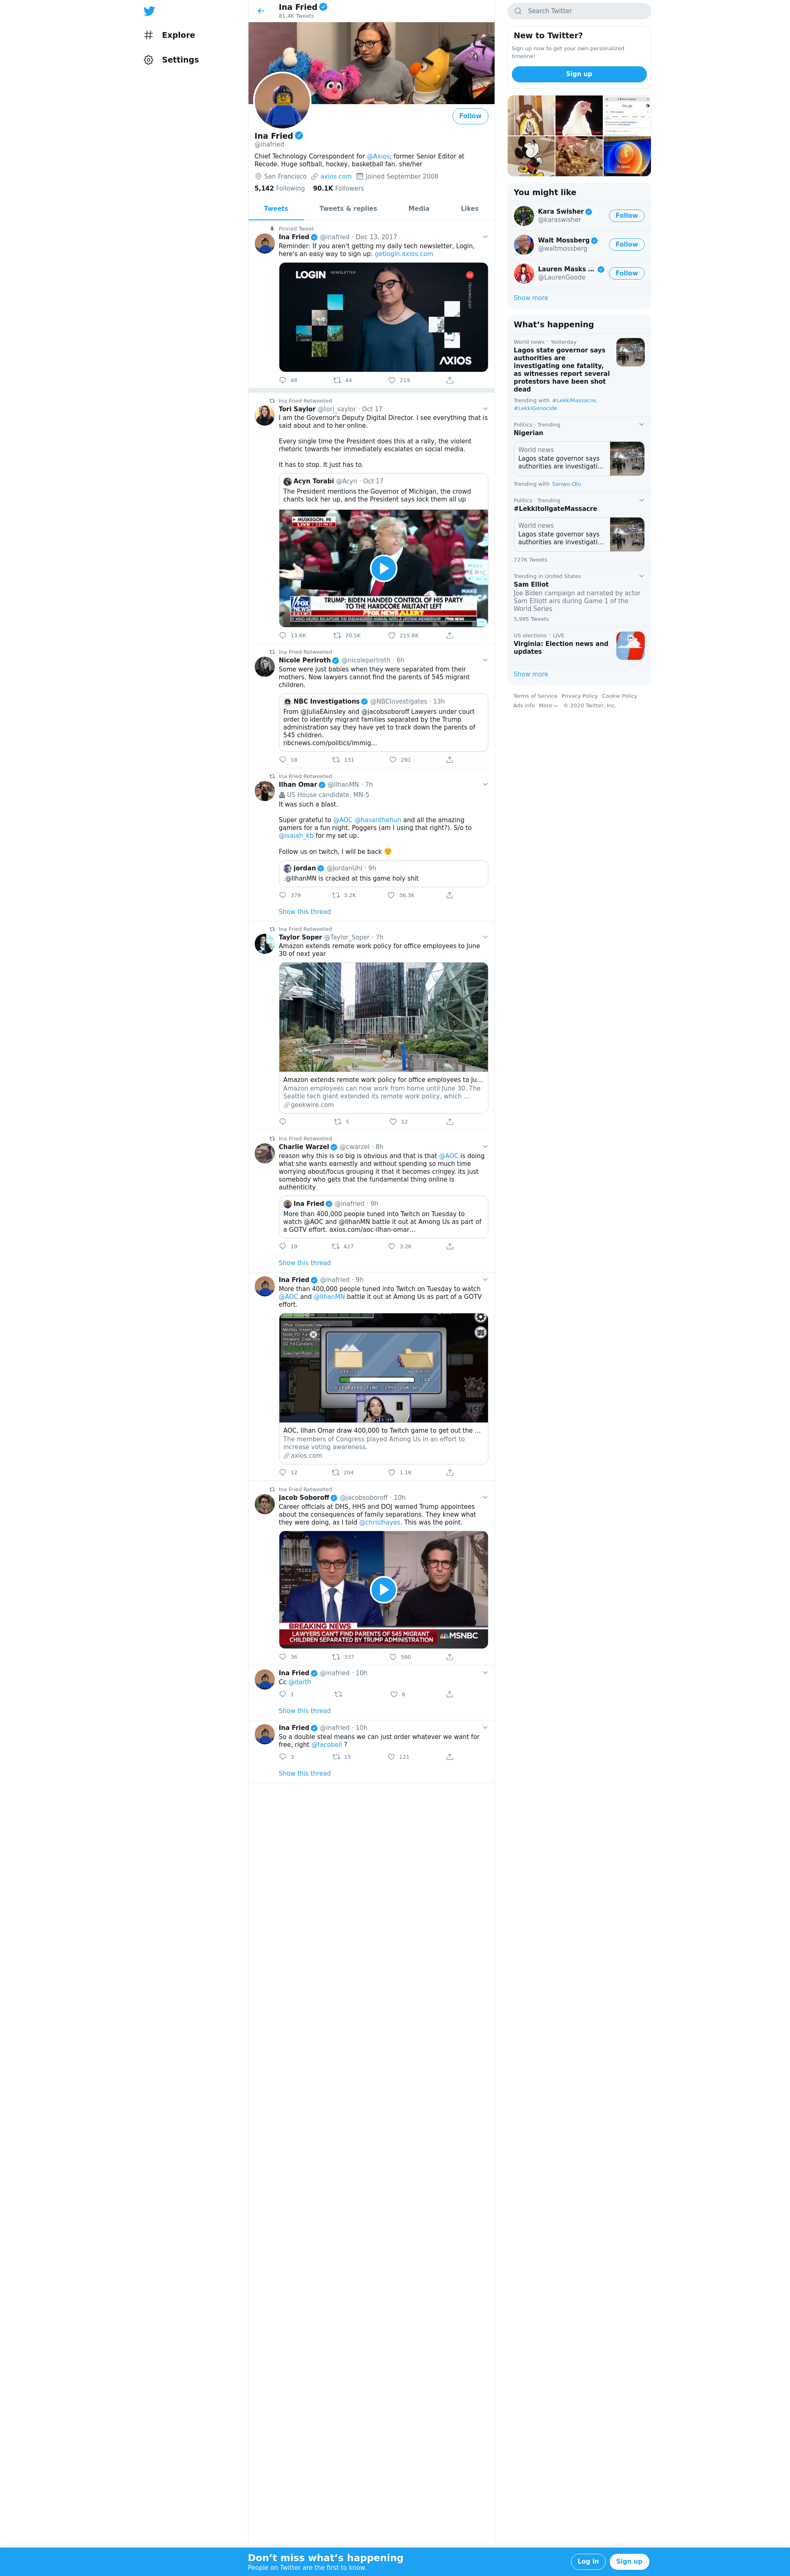 Explore
Settings
Ina Fried
81.4K Tweets
Follow
Ina Fried
@inafried
Chief Technology Correspondent for @Axios; former Senior Editor at
Recode. Huge softball, hockey, basketball fan. she/her
San Francisco axios.com Joined September 2008
5,142 Following 90.1K Followers
Tweets Tweets & replies Media Likes
Pinned Tweet
Ina Fried @inafried · Dec 13, 2017
Reminder: If you aren't getting my daily tech newsletter, Login,
here's an easy way to sign up: getlogin.axios.com
LOGIN NEWSLETTER
TECHNOLOGY
AXIOS
48 44 219
Ina Fried Retweeted
Tori Saylor @tori_saylor · Oct 17
I am the Governor's Deputy Digital Director. I see everything that is
said about and to her online.
Every single time the President does this at a rally, the violent
rhetoric towards her immediately escalates on social media.
It has to stop. It just has to.
Acyn Torabi @Acyn · Oct 17
The President mentions the Governor of Michigan, the crowd
chants lock her up, and the President says lock them all up
MUSKEGON, MI
LIVE
TRUMP: BIDEN HANDED CONTROL OF HIS PARTY
TO THE HARDCORE MILITANT LEFT
FOX NEWS ALERT
13.6K 70.5K 215.6K
Ina Fried Retweeted
Nicole Perlroth @nicoleperlroth · 6h
Some were just babies when they were separated from their
mothers. Now lawyers cannot find the parents of 545 migrant
children.
NBC Investigations @NBCInvestigates · 13h
From @JuliaEAinsley and @jacobsoboroff Lawyers under court
order to identify migrant families separated by the Trump
administration say they have yet to track down the parents of
545 children.
nbcnews.com/politics/immig…
18 131 291
Ina Fried Retweeted
Ilhan Omar @IlhanMN · 7h
US House candidate, MN-5
It was such a blast.
Super grateful to @AOC @hasanthehun and all the amazing
gamers for a fun night. Poggers (am I using that right?). S/o to
@isaiah_kb for my set up.
Follow us on twitch, I will be back
jordan @JordanUhl · 9h
.@IlhanMN is cracked at this game holy shit
379 3.2K 36.3K
Show this thread
Ina Fried Retweeted
Taylor Soper @Taylor_Soper · 7h
Amazon extends remote work policy for office employees to June
30 of next year
Amazon extends remote work policy for office employees to Ju...
Amazon employees can now work from home until June 30. The
Seattle tech giant extended its remote work policy, which ...
geekwire.com
5 12
Ina Fried Retweeted
Charlie Warzel @cwarzel · 8h
reason why this is so big is obvious and that is that @AOC is doing
what she wants earnestly and without spending so much time
worrying about/focus grouping it that it becomes cringey. its just
somebody who gets that the fundamental thing online is
authenticity
Ina Fried @inafried · 9h
More than 400,000 people tuned into Twitch on Tuesday to
watch @AOC and @IlhanMN battle it out at Among Us as part of a
GOTV effort. axios.com/aoc-ilhan-omar…
19 427 3.2K
Show this thread
Ina Fried @inafried · 9h
More than 400,000 people tuned into Twitch on Tuesday to watch
@AOC and @IlhanMN battle it out at Among Us as part of a GOTV
effort.
AOC, Ilhan Omar draw 400,000 to Twitch game to get out the ...
The members of Congress played Among Us in an effort to
increase voting awareness.
axios.com
12 204 1.1K
Ina Fried Retweeted
Jacob Soboroff @jacobsoboroff · 10h
Career officials at DHS, HHS and DOJ warned Trump appointees
about the consequences of family separations. They knew what
they were doing, as I told @chrislhayes. This was the point.
BREAKING NEWS
LAWYERS CAN'T FIND PARENTS OF 545 MIGRANT
CHILDREN SEPARATED BY TRUMP ADMINISTRATION
MSNBC
36 337 580
Ina Fried @inafried · 10h
Cc @darth
1 6
Show this thread
Ina Fried @inafried · 10h
So a double steal means we can just order whatever we want for
free, right @tacobell ?
3 15 121
Show this thread
Search Twitter
New to Twitter?
Sign up now to get your own personalized
timeline!
Sign up
You might like
Kara Swisher
@karaswisher
Follow
Walt Mossberg
@waltmossberg
Follow
Lauren Masks ...
@LaurenGoode
Follow
Show more
What's happening
World news · Yesterday
Lagos state governor says
authorities are
investigating one fatality,
as witnesses report several
protestors have been shot
dead
Trending with #LekkiMassacre,
#LekkiGenocide
Politics · Trending
Nigerian
World news
Lagos state governor says
authorities are investigati...
Trending with Sanwo-Olu
Politics · Trending
#LekkitollgateMassacre
World news
Lagos state governor says
authorities are investigati...
727K Tweets
Trending in United States
Sam Elliot
Joe Biden campaign ad narrated by actor
Sam Elliott airs during Game 1 of the
World Series
5,995 Tweets
US elections · LIVE
Virginia: Election news and
updates
Show more
Terms of Service Privacy Policy Cookie Policy
Ads info More © 2020 Twitter, Inc.
Don't miss what's happening
People on Twitter are the first to know.
Log in
Sign up